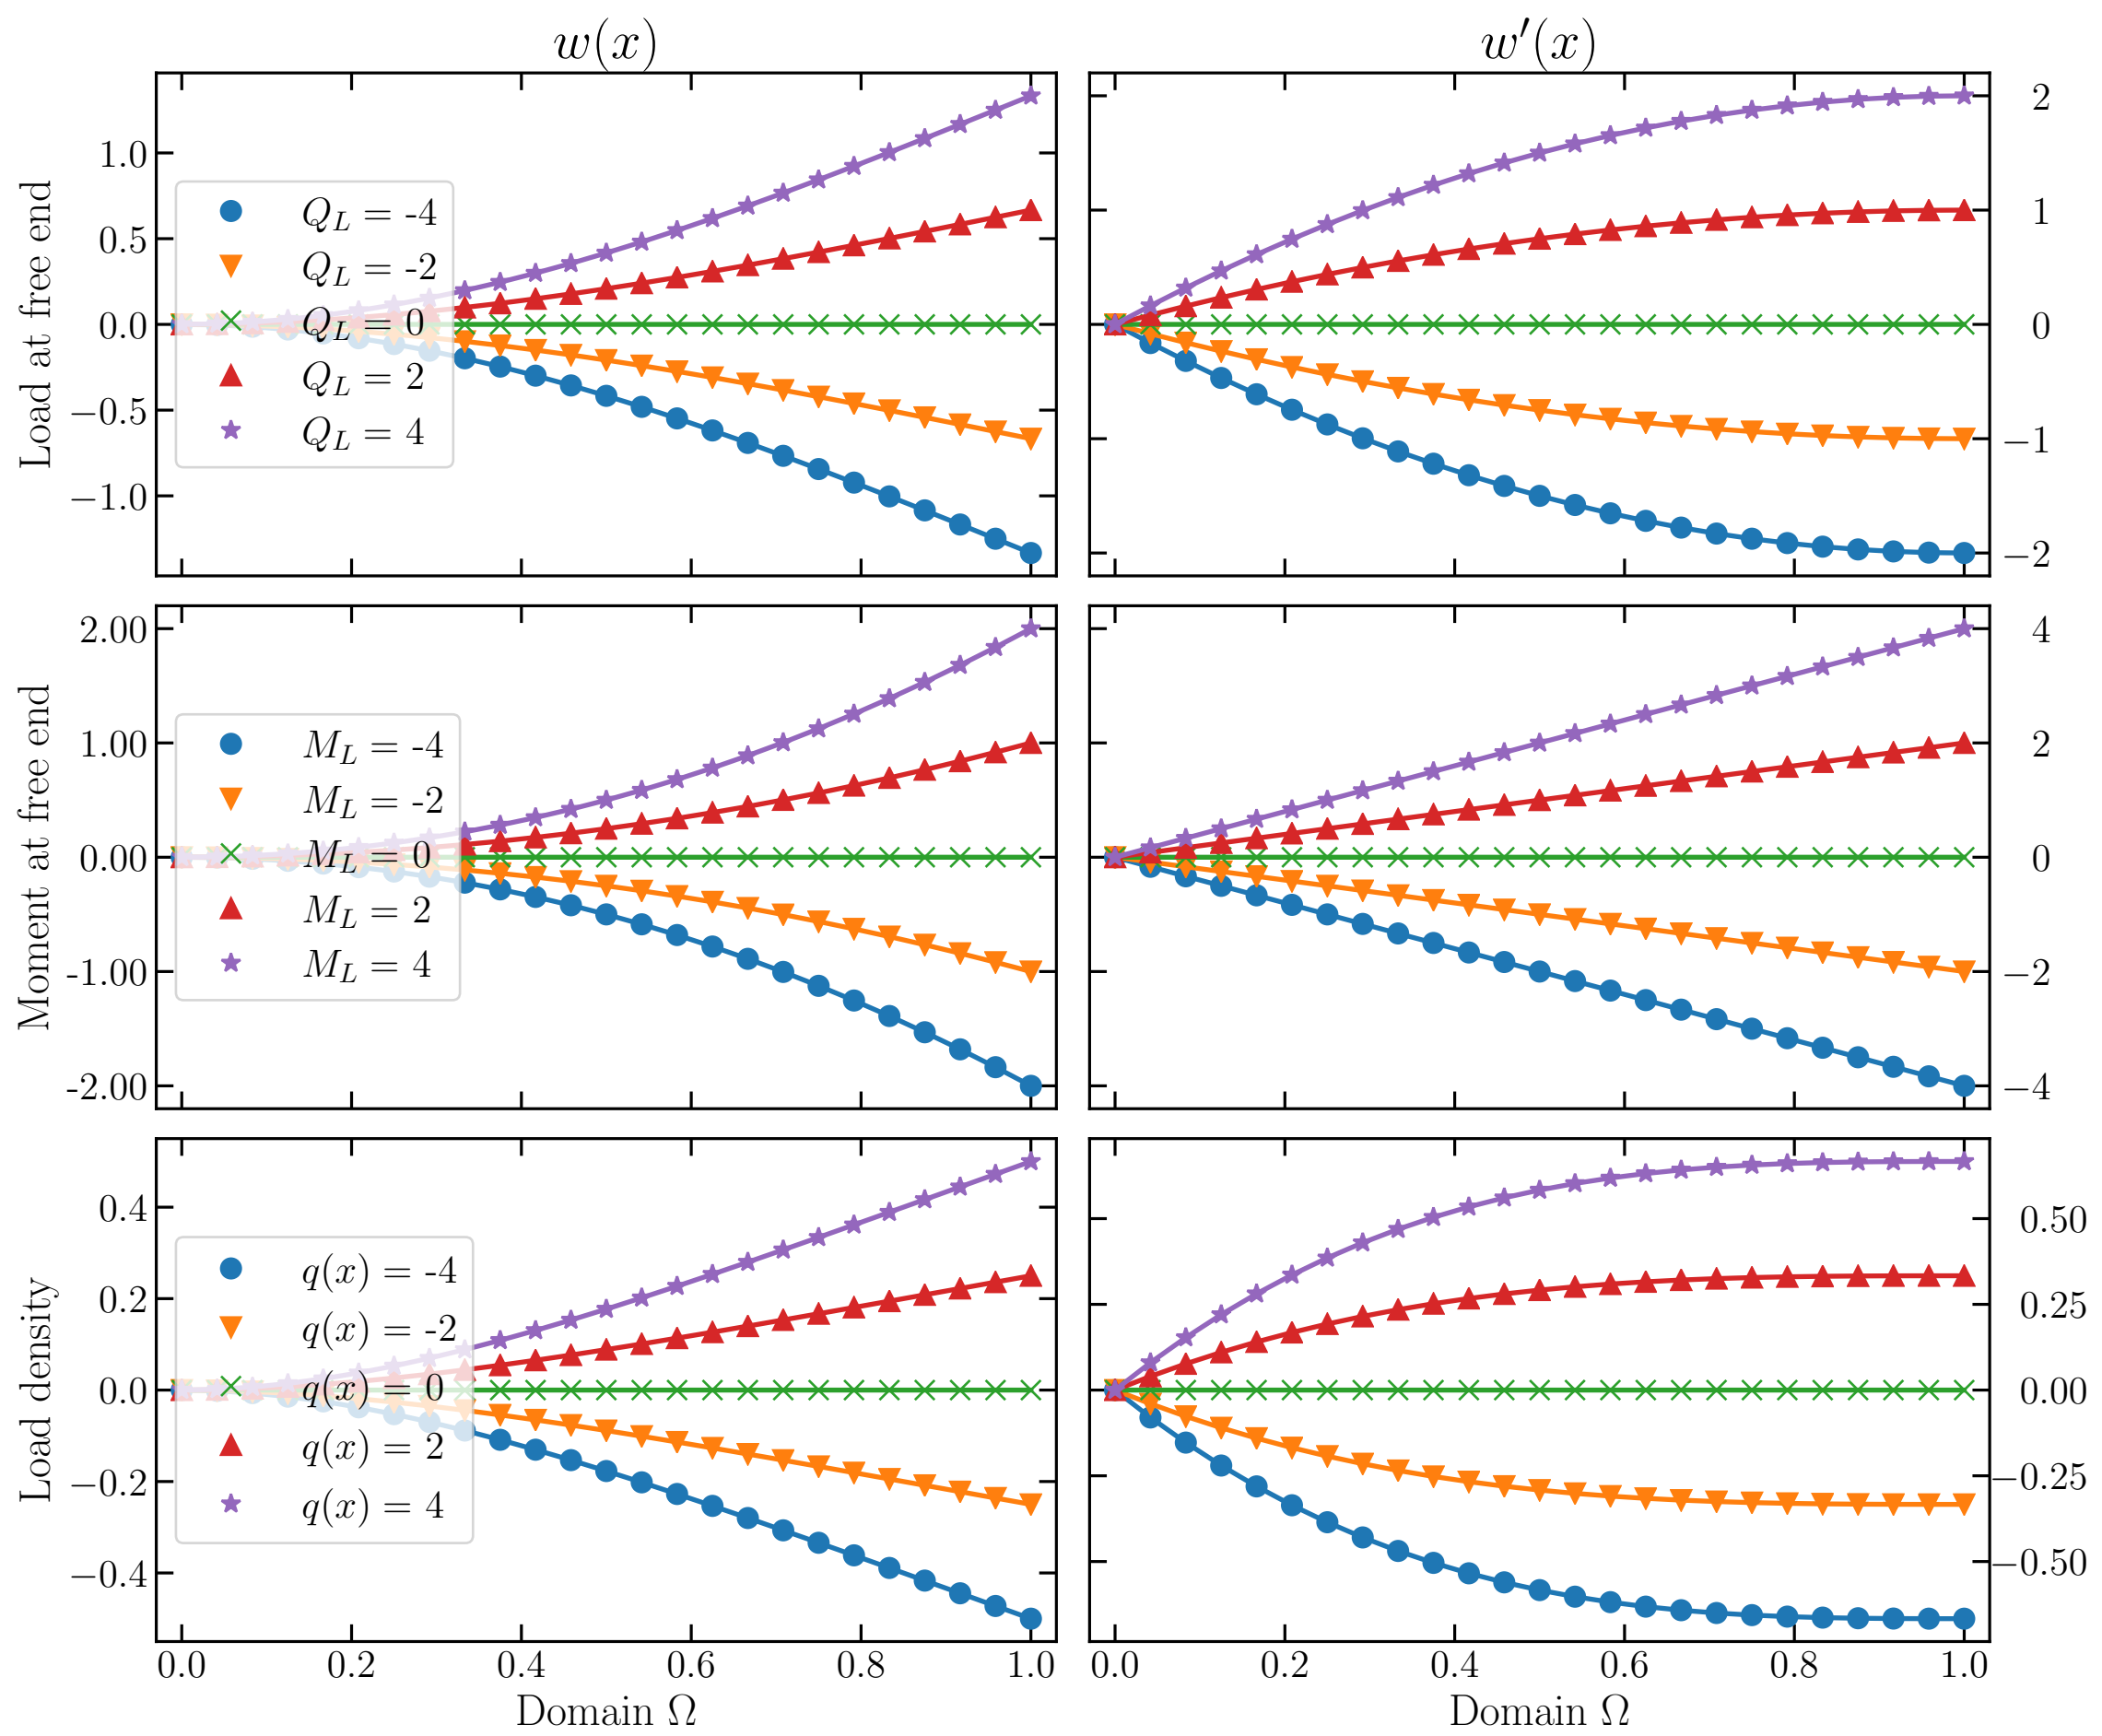 w(x)
w′(x)
Load at free end
1.0
0.5
0.0
−0.5
−1.0
Q_L = -4
Q_L = -2
Q_L = 0
Q_L = 2
Q_L = 4
2
1
0
−1
−2
Moment at free end
2.00
1.00
0.00
-1.00
-2.00
M_L = -4
M_L = -2
M_L = 0
M_L = 2
M_L = 4
4
2
0
−2
−4
Load density
0.4
0.2
0.0
−0.2
−0.4
q(x) = -4
q(x) = -2
q(x) = 0
q(x) = 2
q(x) = 4
0.50
0.25
0.00
−0.25
−0.50
0.0 0.2 0.4 0.6 0.8 1.0
0.0 0.2 0.4 0.6 0.8 1.0
Domain Ω
Domain Ω